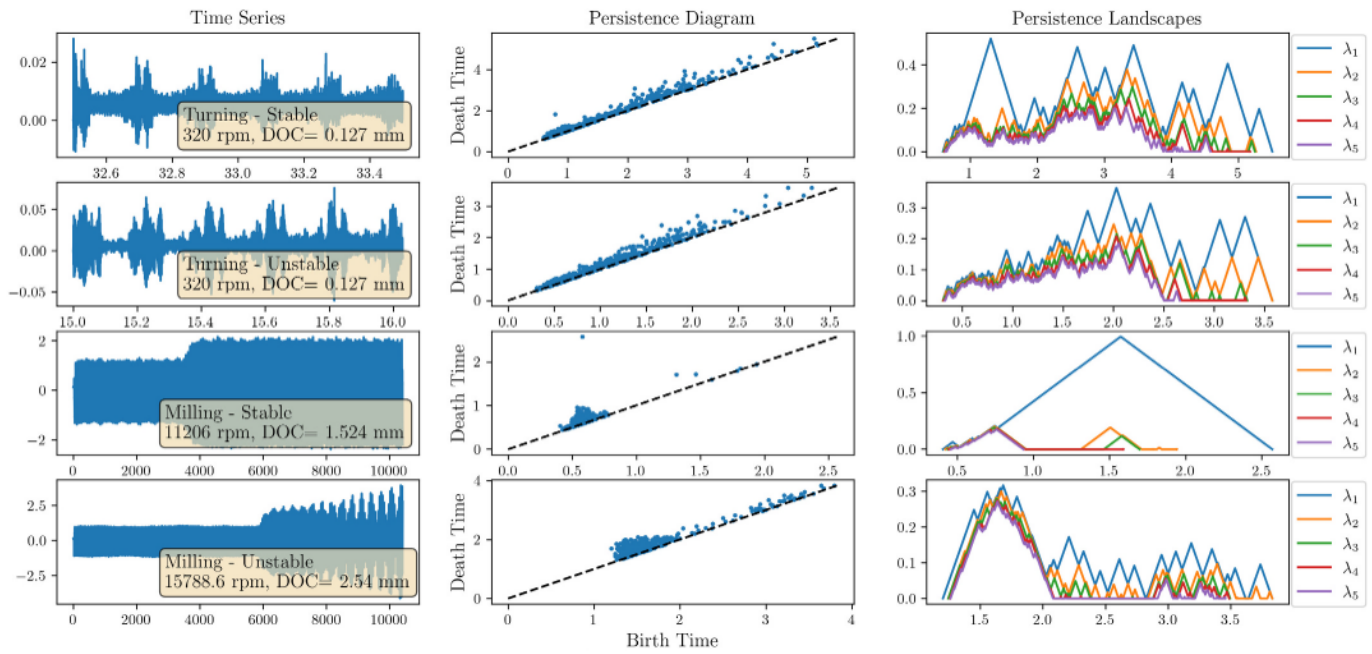 Time Series
Persistence Diagram
Persistence Landscapes
0.02
0.00
Turning - Stable
320 rpm, DOC= 0.127 mm
32.6 32.8 33.0 33.2 33.4
Death Time
4
2
0
0 1 2 3 4 5
0.4
0.2
0.0
1 2 3 4 5
λ1
λ2
λ3
λ4
λ5
0.05
0.00
−0.05
Turning - Unstable
320 rpm, DOC= 0.127 mm
15.0 15.2 15.4 15.6 15.8 16.0
Death Time
2
0
0.0 0.5 1.0 1.5 2.0 2.5 3.0 3.5
0.3
0.2
0.1
0.0
0.5 1.0 1.5 2.0 2.5 3.0 3.5
λ1
λ2
λ3
λ4
λ5
2
0
−2
Milling - Stable
11206 rpm, DOC= 1.524 mm
0 2000 4000 6000 8000 10000
Death Time
2
1
0
0.0 0.5 1.0 1.5 2.0 2.5
1.0
0.5
0.0
0.5 1.0 1.5 2.0 2.5
λ1
λ2
λ3
λ4
λ5
2.5
0.0
−2.5
Milling - Unstable
15788.6 rpm, DOC= 2.54 mm
0 2000 4000 6000 8000 10000
Death Time
4
2
0
0 1 2 3 4
Birth Time
0.3
0.2
0.1
0.0
1.5 2.0 2.5 3.0 3.5
λ1
λ2
λ3
λ4
λ5